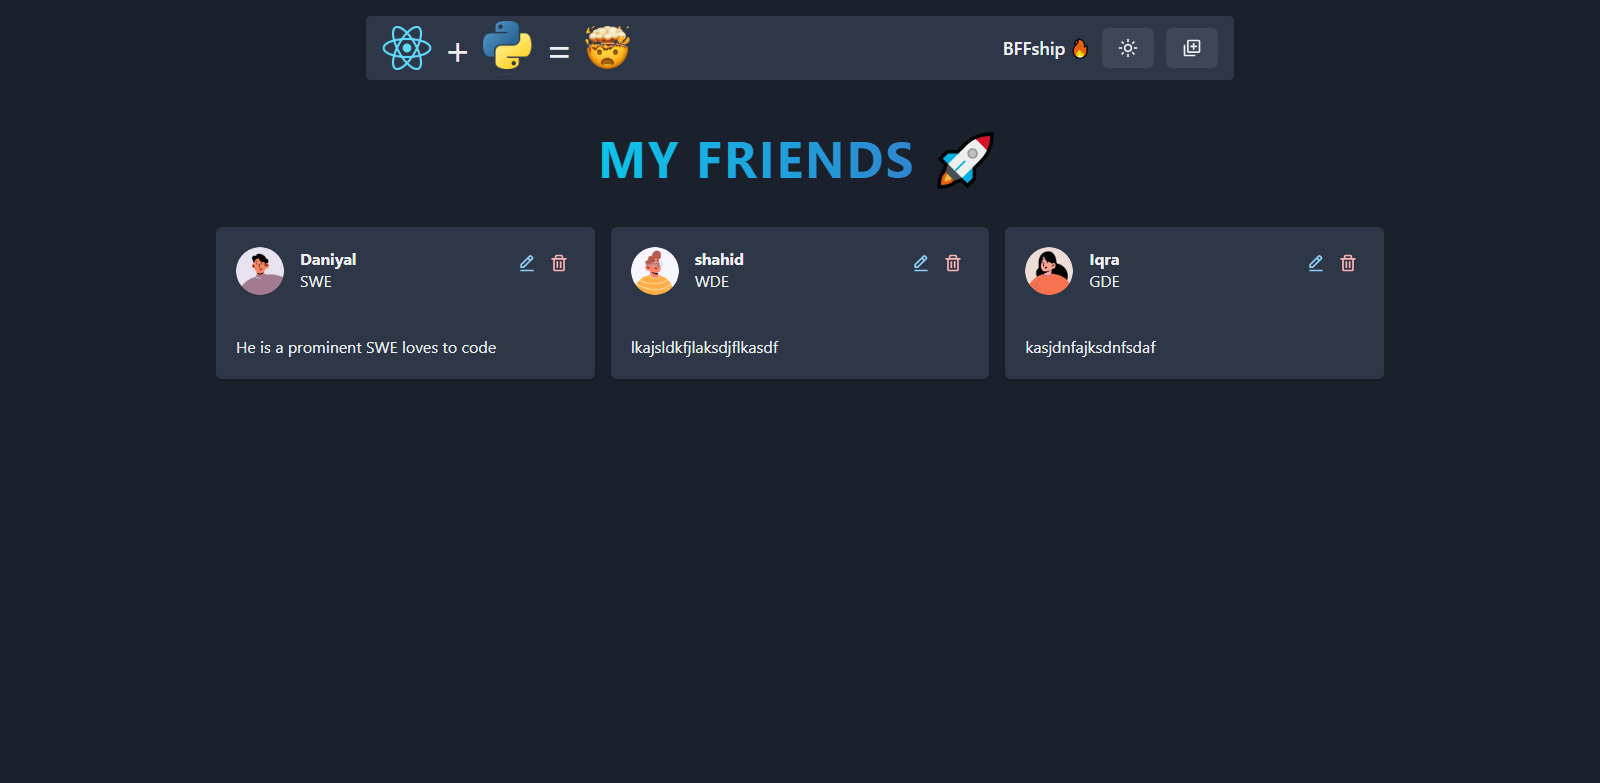 + = BFFship 🔥
MY FRIENDS 🚀
Daniyal
SWE
He is a prominent SWE loves to code
shahid
WDE
lkajsldkfjlaksdjflkasdf
Iqra
GDE
kasjdnfajksdnfsdaf